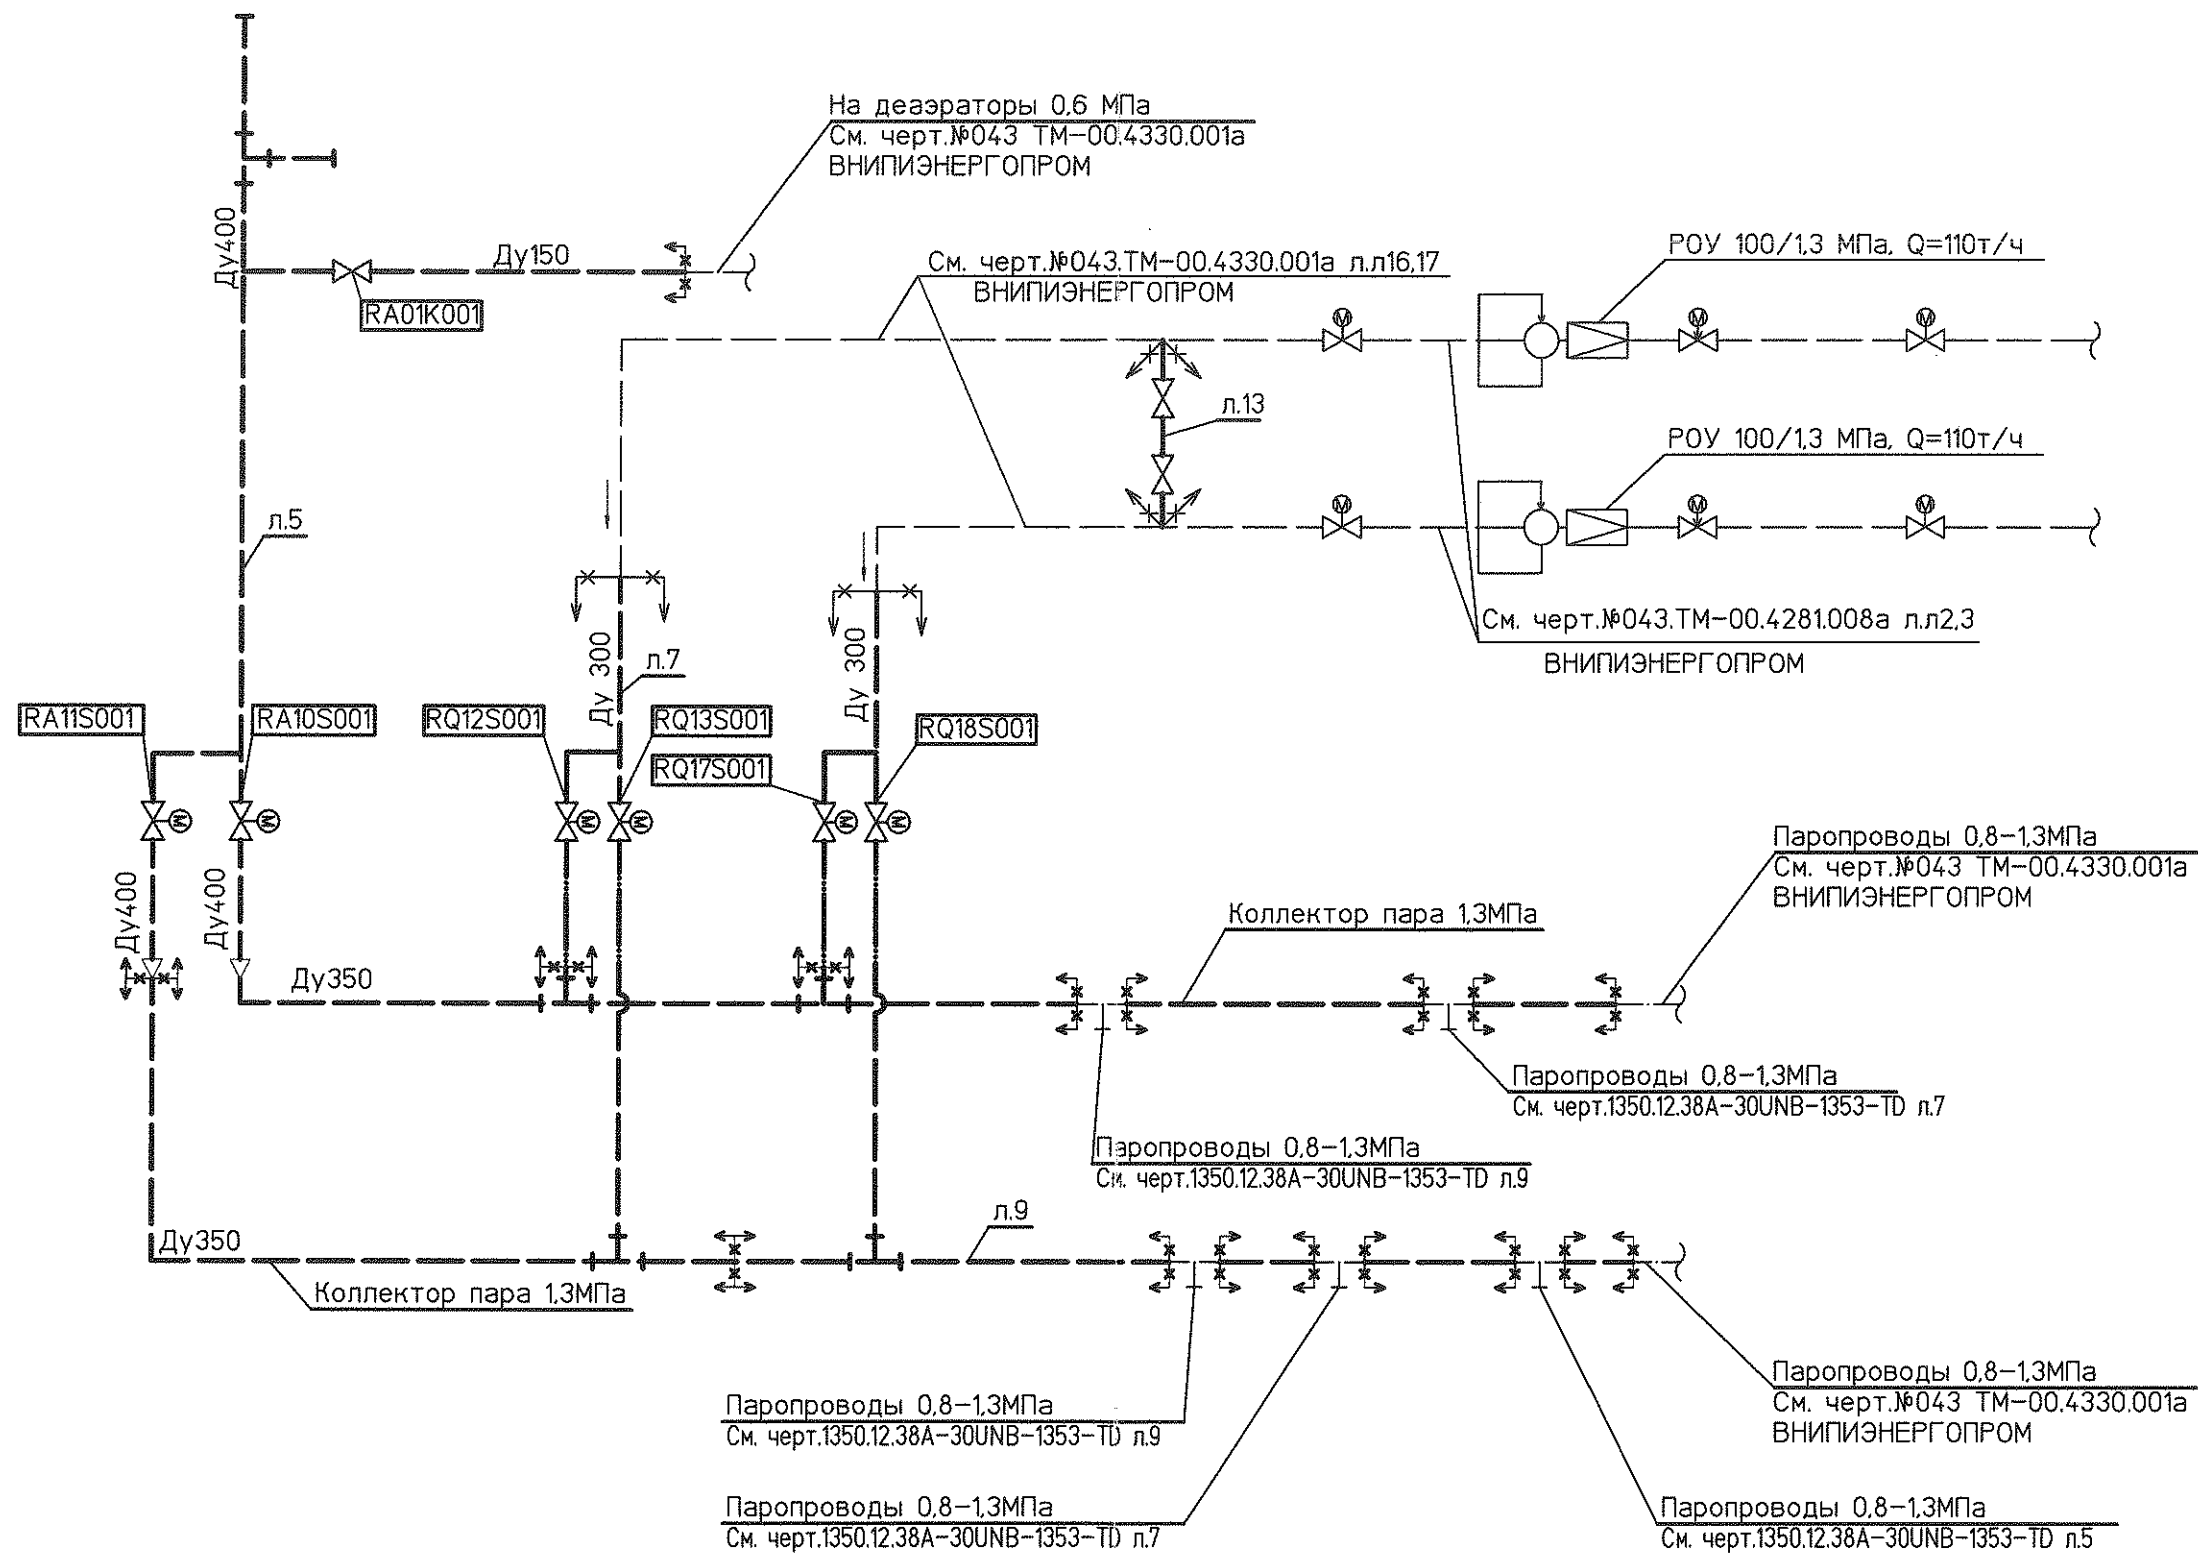 На деаэраторы 0,6 МПа
См. черт.№043 ТМ-00.4330.001а
ВНИПИЭНЕРГОПРОМ
Ду400
Ду150
RA01K001
См. черт.№043.ТМ-00.4330.001а л.л16,17
ВНИПИЭНЕРГОПРОМ
РОУ 100/1,3 МПа, Q=110т/ч
М
М
М
л.13
РОУ 100/1,3 МПа, Q=110т/ч
М
М
М
л.5
См. черт.№043.ТМ-00.4281.008а л.л2,3
ВНИПИЭНЕРГОПРОМ
Ду 300
л.7
Ду 300
RA11S001
RA10S001
RQ12S001
RQ13S001
RQ17S001
RQ18S001
М
М
М
М
М
М
Ду400
Ду400
Паропроводы 0,8-1,3МПа
См. черт.№043 ТМ-00.4330.001а
ВНИПИЭНЕРГОПРОМ
Коллектор пара 1,3МПа
Ду350
Паропроводы 0,8-1,3МПа
См. черт.1350.12.38А-30UNB-1353-TD л.7
Паропроводы 0,8-1,3МПа
См. черт.1350.12.38А-30UNB-1353-TD л.9
л.9
Ду350
Коллектор пара 1,3МПа
Паропроводы 0,8-1,3МПа
См. черт.№043 ТМ-00.4330.001а
ВНИПИЭНЕРГОПРОМ
Паропроводы 0,8-1,3МПа
См. черт.1350.12.38А-30UNB-1353-TD л.9
Паропроводы 0,8-1,3МПа
См. черт.1350.12.38А-30UNB-1353-TD л.7
Паропроводы 0,8-1,3МПа
См. черт.1350.12.38А-30UNB-1353-TD л.5